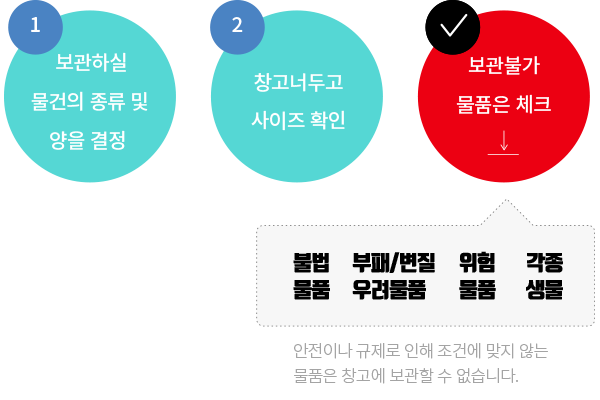 1
보관하실
물건의 종류 및
양을 결정
2
창고너두고
사이즈 확인
보관불가
물품은 체크
불법 부패/변질 위험 각종
물품 우려물품 물품 생물
안전이나 규제로 인해 조건에 맞지 않는
물품은 창고에 보관할 수 없습니다.